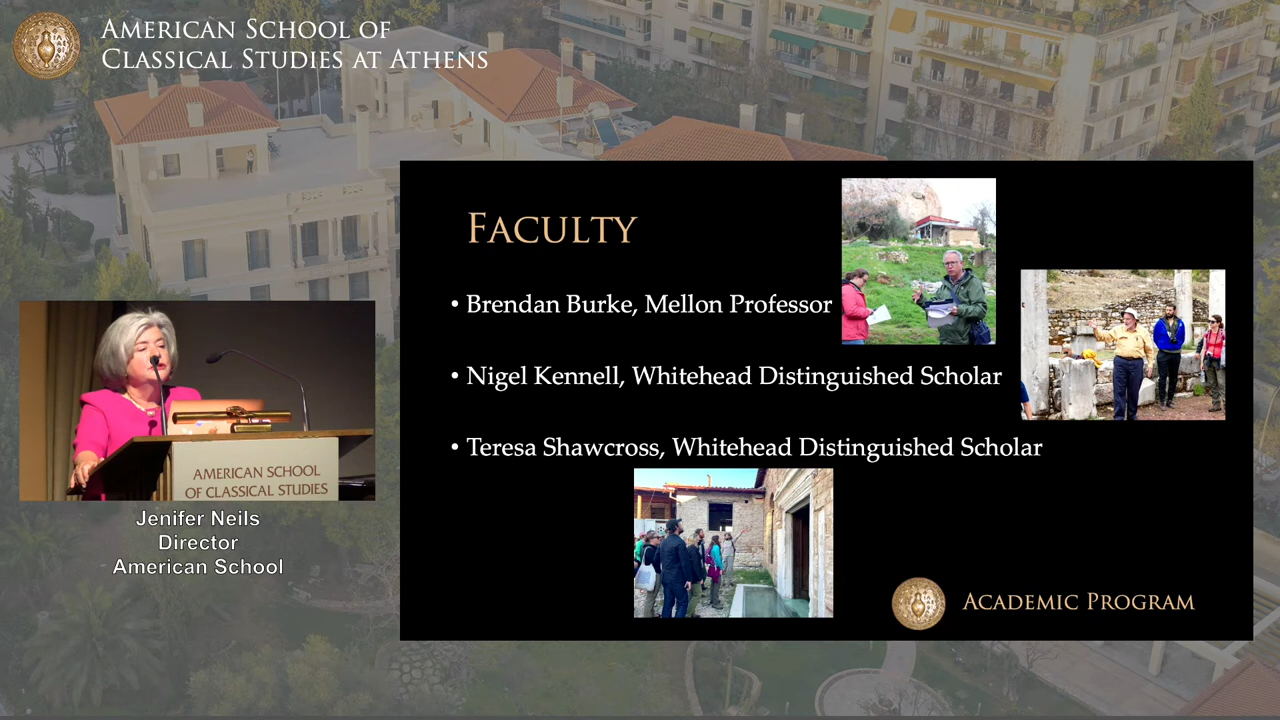 AMERICAN SCHOOL OF
CLASSICAL STUDIES AT ATHENS
FACULTY
• Brendan Burke, Mellon Professor
• Nigel Kennell, Whitehead Distinguished Scholar
• Teresa Shawcross, Whitehead Distinguished Scholar
AMERICAN SCHOOL
OF CLASSICAL STUDIES
Jenifer Neils
Director
American School
ACADEMIC PROGRAM